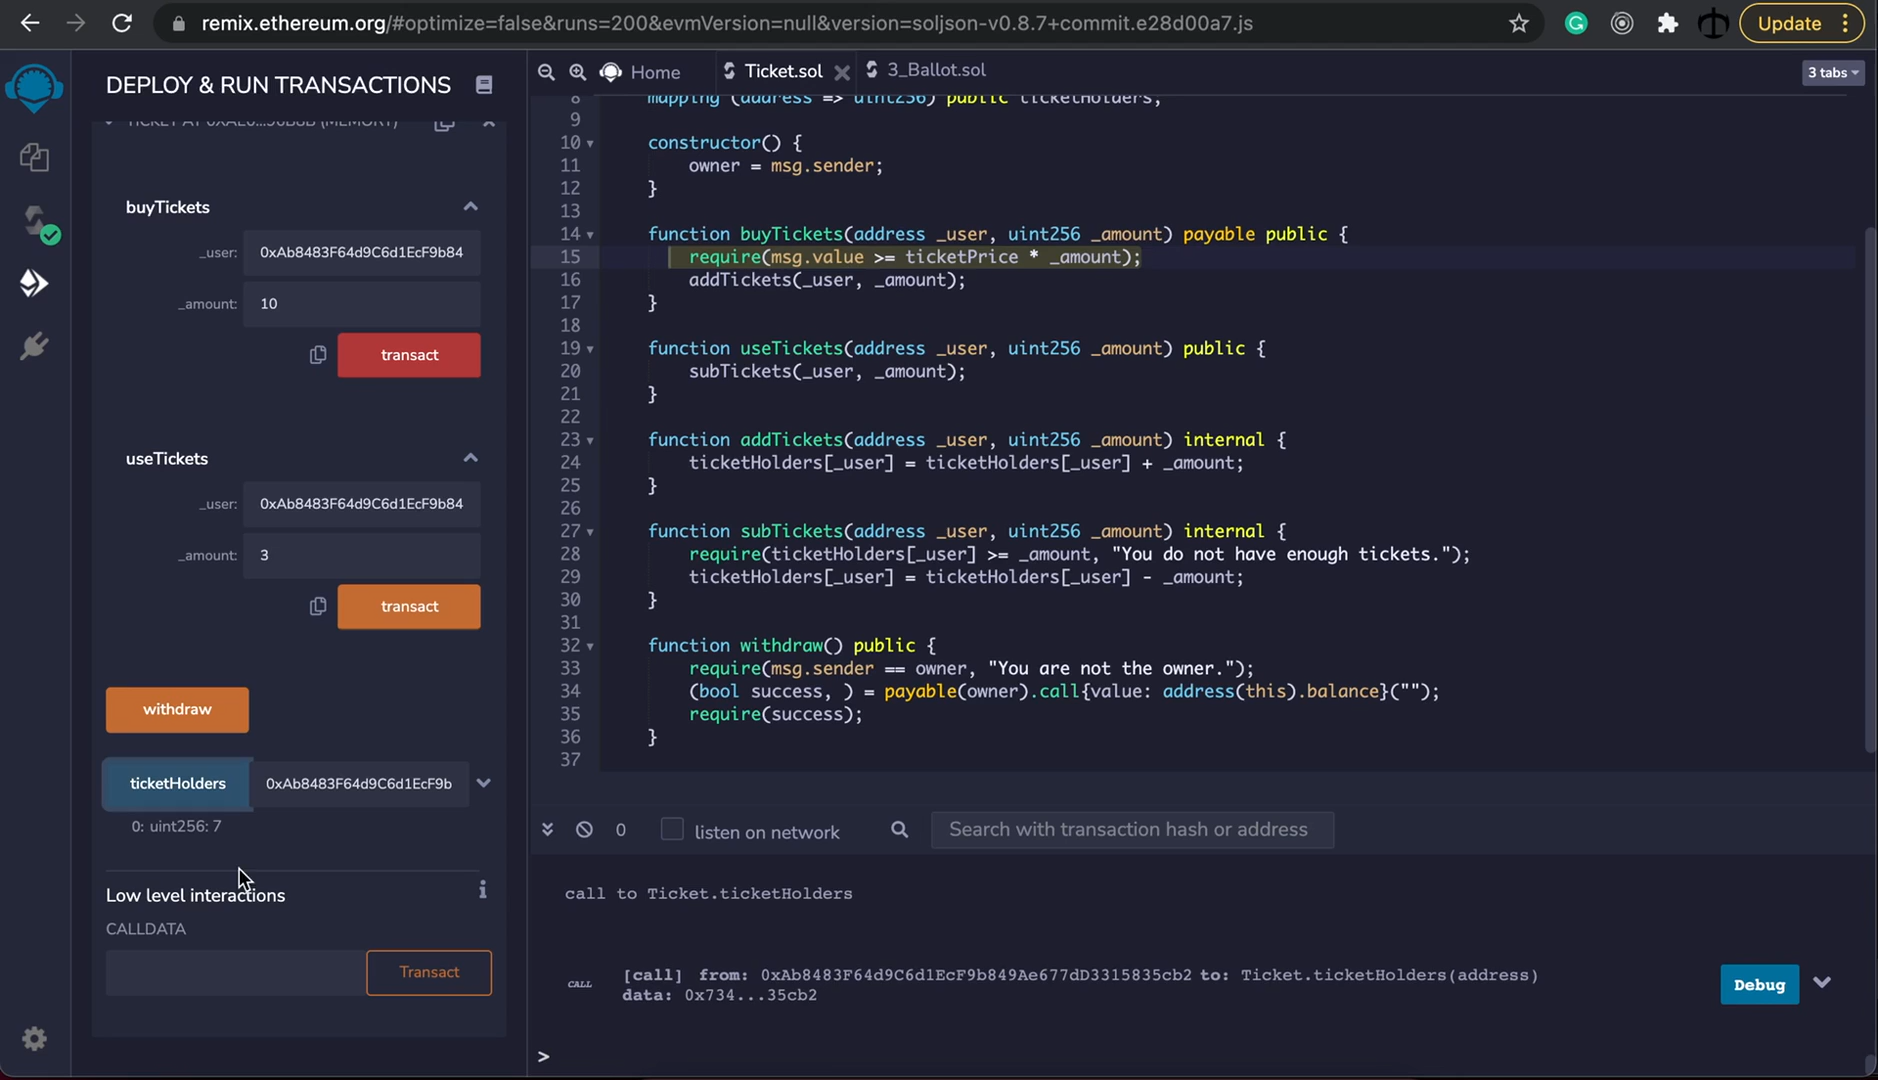 remix.ethereum.org/#optimize=false&runs=200&evmVersion=null&version=soljson-v0.8.7+commit.e28d00a7.js
Update
DEPLOY & RUN TRANSACTIONS
Home
Ticket.sol
3_Ballot.sol
3 tabs
buyTickets
_user:
0xAb8483F64d9C6d1EcF9b84
_amount:
10
transact
useTickets
_user:
0xAb8483F64d9C6d1EcF9b84
_amount:
3
transact
withdraw
ticketHolders
0xAb8483F64d9C6d1EcF9b
0: uint256: 7
Low level interactions
i
CALLDATA
Transact
8 mapping (address => uint256) public ticketHolders;
9
10 constructor() {
11 owner = msg.sender;
12 }
13
14 function buyTickets(address _user, uint256 _amount) payable public {
15 require(msg.value >= ticketPrice * _amount);
16 addTickets(_user, _amount);
17 }
18
19 function useTickets(address _user, uint256 _amount) public {
20 subTickets(_user, _amount);
21 }
22
23 function addTickets(address _user, uint256 _amount) internal {
24 ticketHolders[_user] = ticketHolders[_user] + _amount;
25 }
26
27 function subTickets(address _user, uint256 _amount) internal {
28 require(ticketHolders[_user] >= _amount, "You do not have enough tickets.");
29 ticketHolders[_user] = ticketHolders[_user] - _amount;
30 }
31
32 function withdraw() public {
33 require(msg.sender == owner, "You are not the owner.");
34 (bool success, ) = payable(owner).call{value: address(this).balance}("");
35 require(success);
36 }
37
0
listen on network
Search with transaction hash or address
call to Ticket.ticketHolders
CALL
[call] from: 0xAb8483F64d9C6d1EcF9b849Ae677dD3315835cb2 to: Ticket.ticketHolders(address)
data: 0x734...35cb2
Debug
>